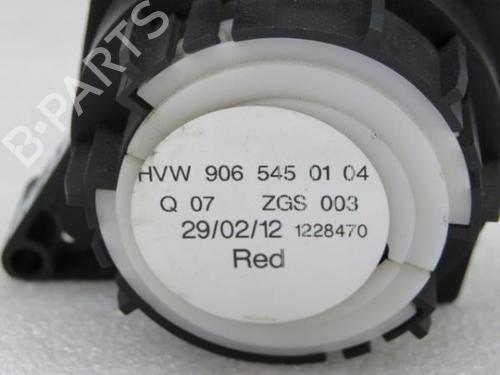 B-PARTS
HVW 906 545 01 04
Q 07 ZGS 003
29/02/12 1228470
Red